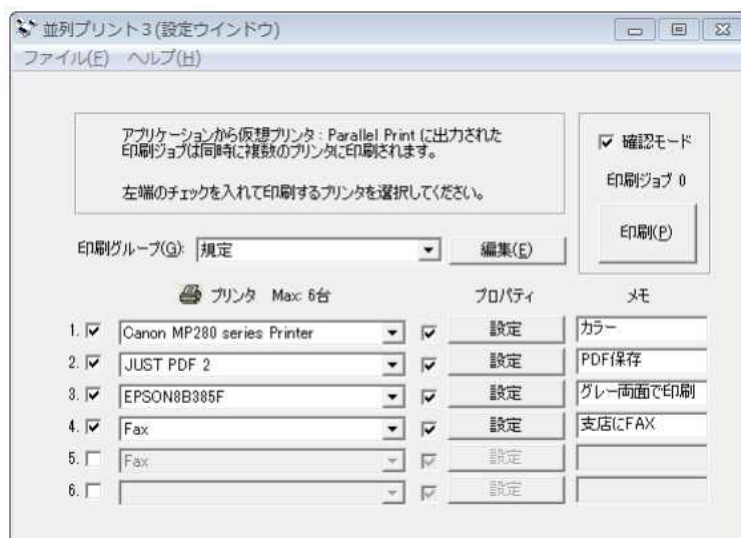 並列プリント3(設定ウインドウ)
ファイル(F) ヘルプ(H)
アプリケーションから仮想プリンタ : Parallel Print に出力された
印刷ジョブは同時に複数のプリンタに印刷されます。
左端のチェックを入れて印刷するプリンタを選択してください。
確認モード
印刷ジョブ 0
印刷(P)
印刷グループ(G): 規定 編集(E)
プリンタ Max: 6台 プロパティ メモ
1. Canon MP280 series Printer 設定 カラー
2. JUST PDF 2 設定 PDF保存
3. EPSON8B385F 設定 グレー両面で印刷
4. Fax 設定 支店にFAX
5. Fax 設定
6. 設定